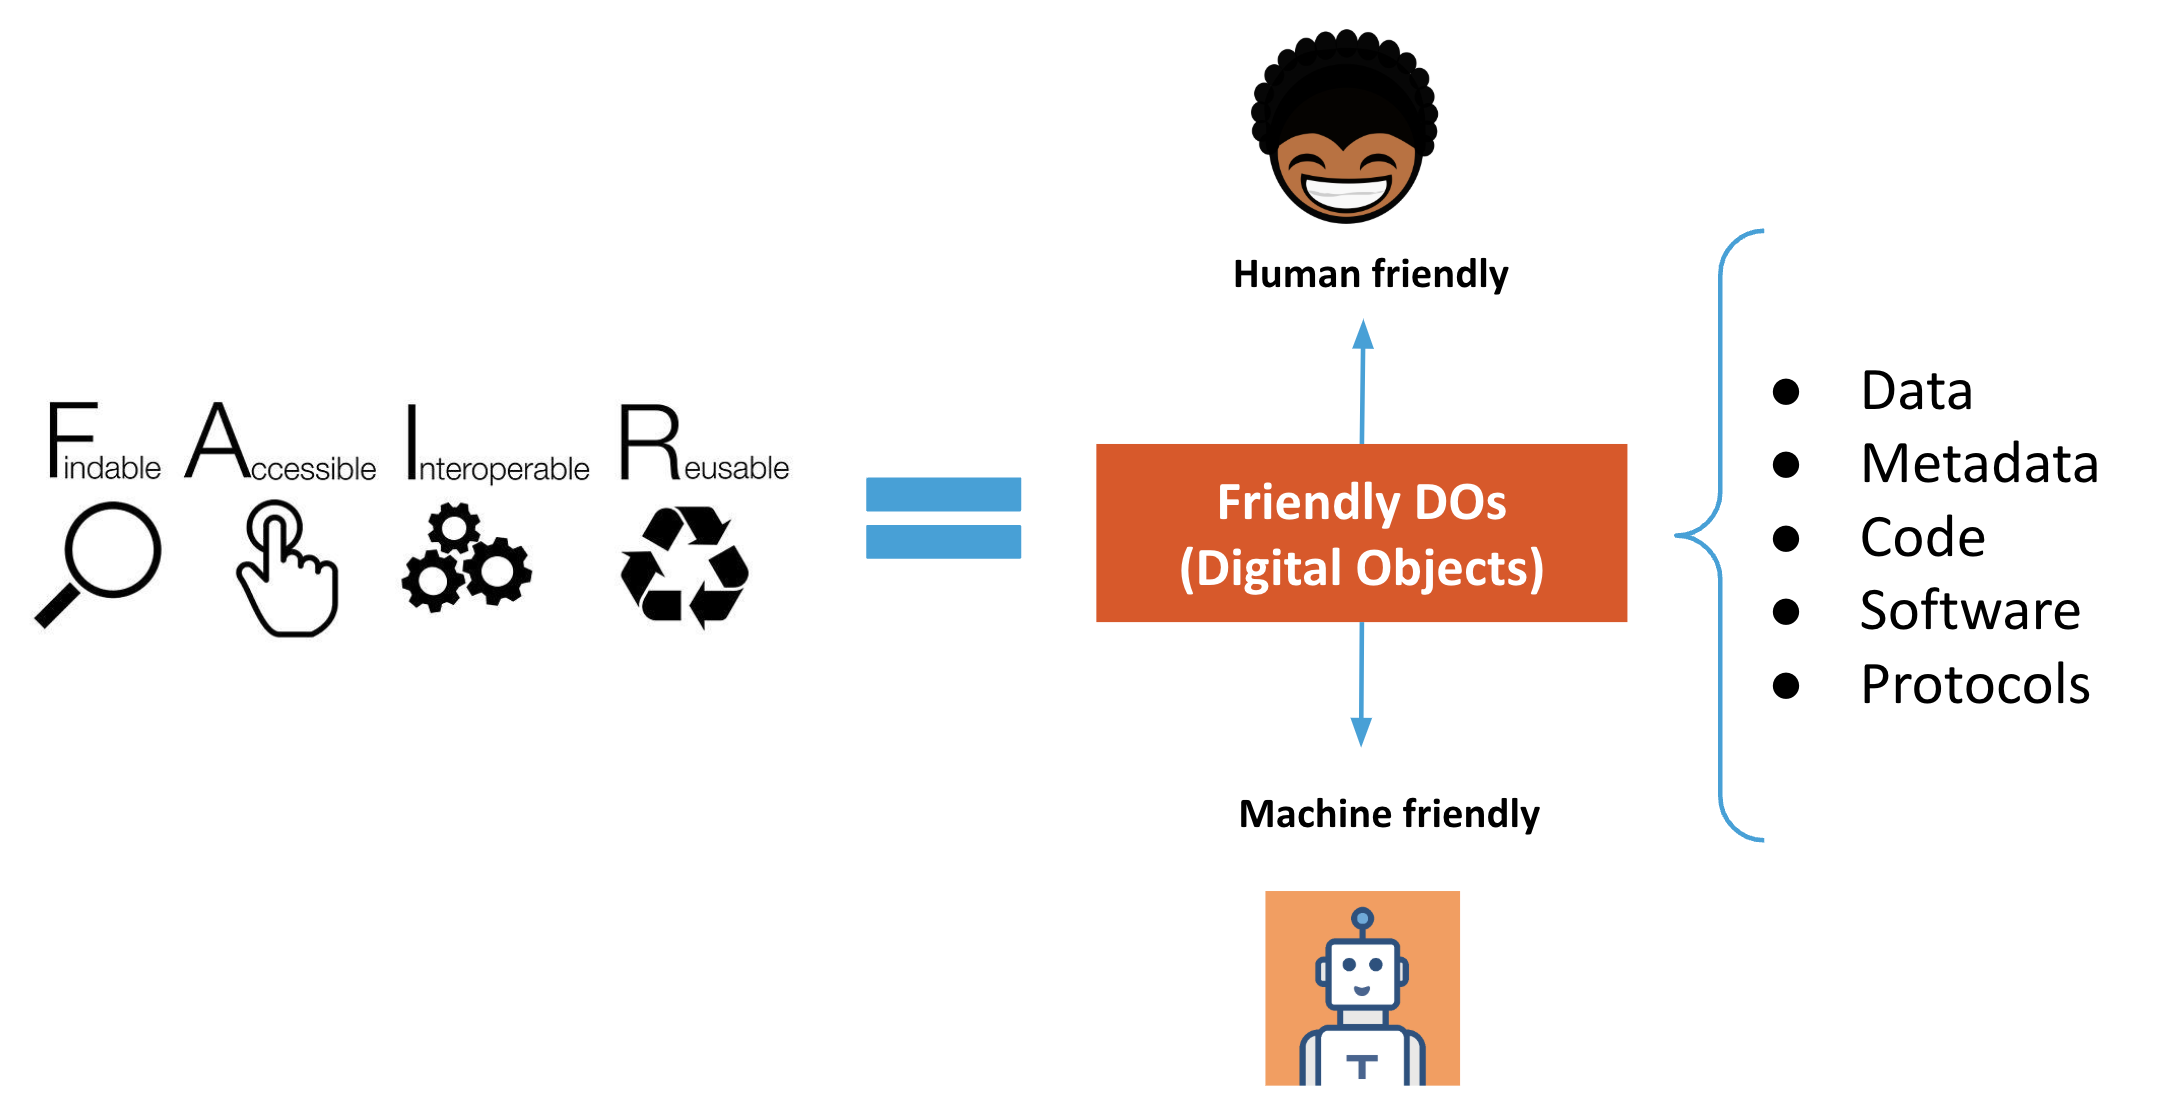 Findable Accessible Interoperable Reusable
Human friendly
Friendly DOs
(Digital Objects)
Machine friendly
T
● Data
● Metadata
● Code
● Software
● Protocols